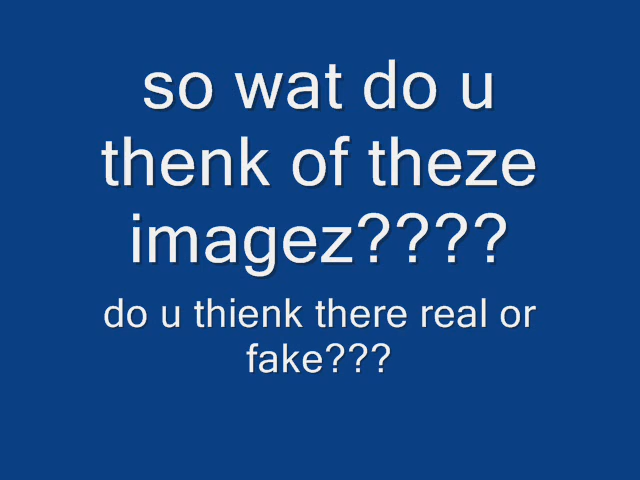 so wat do u
thenk of theze
imagez????
do u thienk there real or
fake???